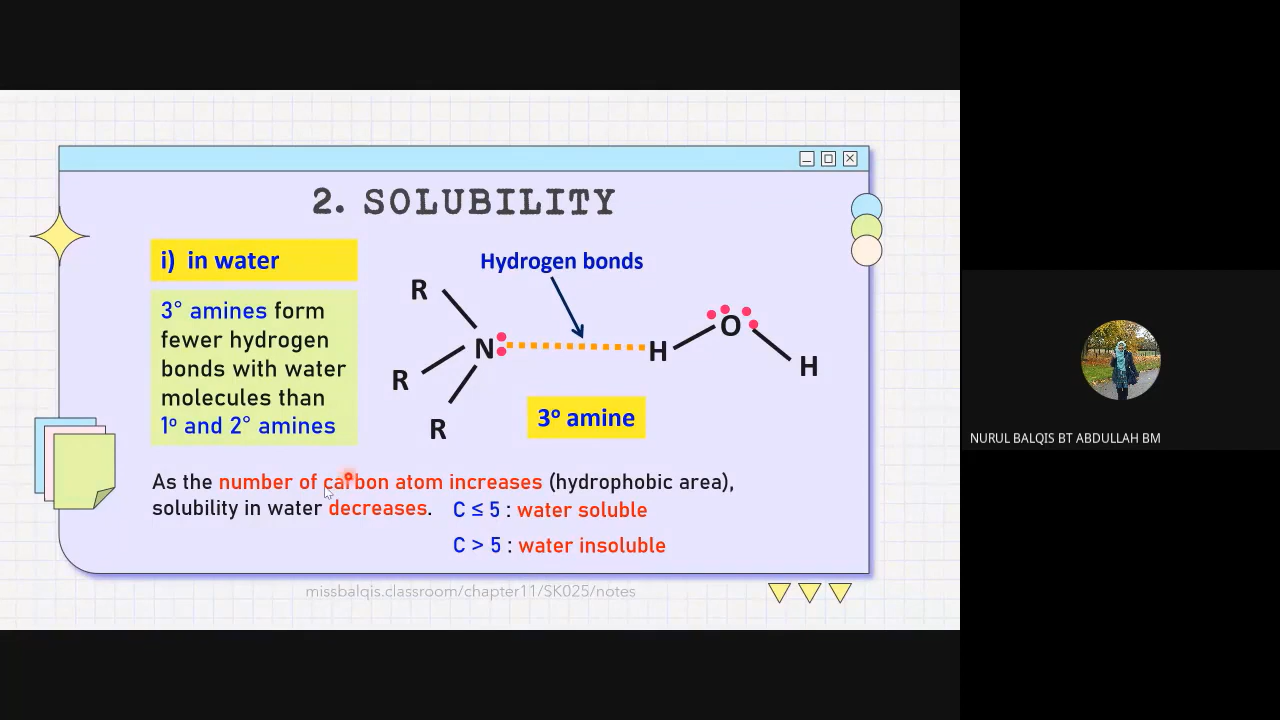 2. SOLUBILITY
i) in water
3° amines form
fewer hydrogen
bonds with water
molecules than
1º and 2° amines
Hydrogen bonds
R
N
R
R
H
O
H
3º amine
As the number of carbon atom increases (hydrophobic area),
solubility in water decreases.
C ≤ 5 : water soluble
C > 5 : water insoluble
missbalqis.classroom/chapter11/SK025/notes
NURUL BALQIS BT ABDULLAH BM